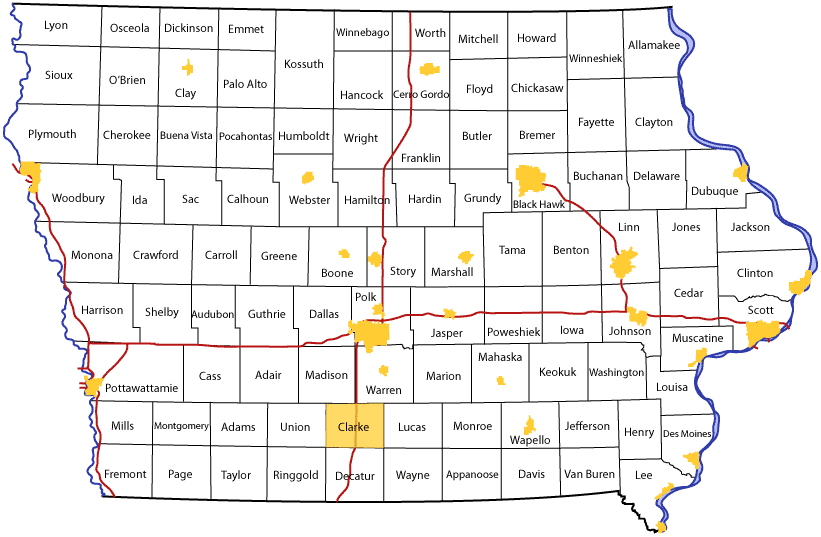 Lyon
Osceola
Dickinson
Emmet
Winnebago
Worth
Mitchell
Howard
Winneshiek
Allamakee
Kossuth
Sioux
O'Brien
Clay
Palo Alto
Hancock
Cerro Gordo
Floyd
Chickasaw
Plymouth
Cherokee
Buena Vista
Pocahontas
Humboldt
Wright
Franklin
Butler
Bremer
Fayette
Clayton
Woodbury
Ida
Sac
Calhoun
Webster
Hamilton
Hardin
Grundy
Black Hawk
Buchanan
Delaware
Dubuque
Monona
Crawford
Carroll
Greene
Boone
Story
Marshall
Tama
Benton
Linn
Jones
Jackson
Clinton
Cedar
Harrison
Shelby
Audubon
Guthrie
Dallas
Polk
Jasper
Poweshiek
Iowa
Johnson
Scott
Muscatine
Pottawattamie
Cass
Adair
Madison
Warren
Marion
Mahaska
Keokuk
Washington
Louisa
Mills
Montgomery
Adams
Union
Clarke
Lucas
Monroe
Wapello
Jefferson
Henry
Des Moines
Fremont
Page
Taylor
Ringgold
Decatur
Wayne
Appanoose
Davis
Van Buren
Lee